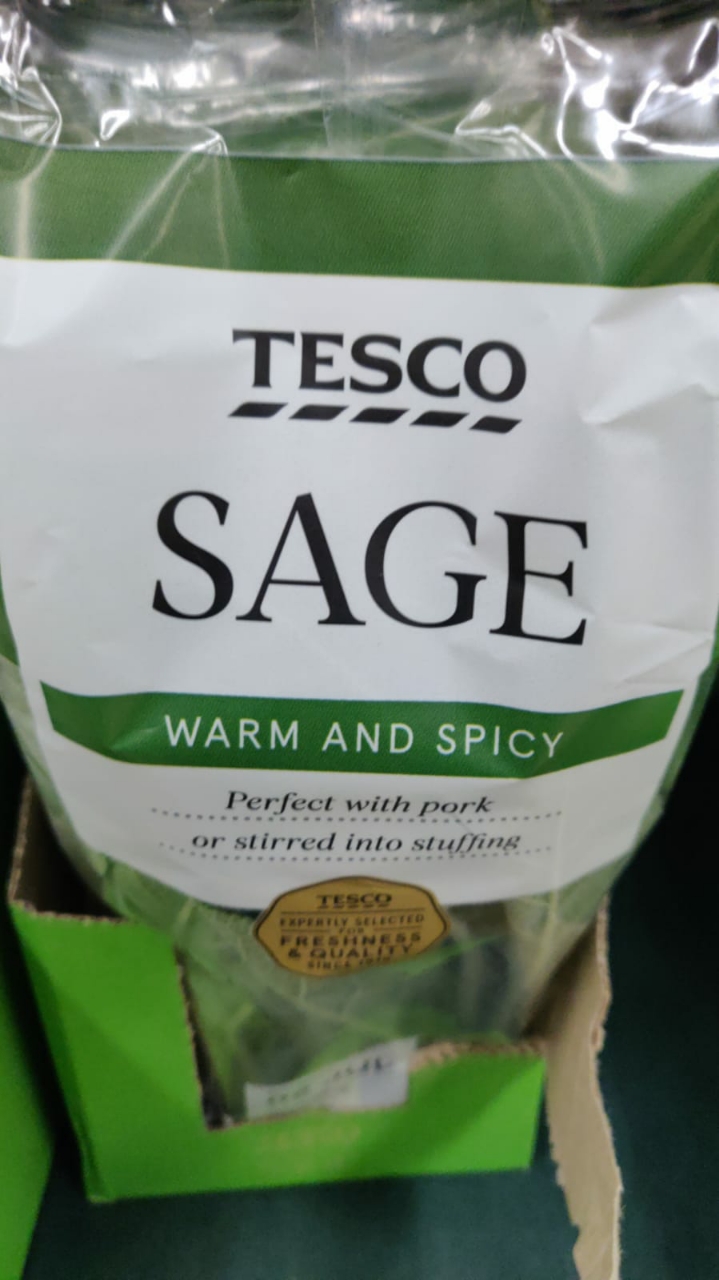 TESCO
SAGE
WARM AND SPICY
Perfect with pork
or stirred into stuffing
TESCO
EXPERTLY SELECTED
FOR
FRESHNESS
& QUALITY